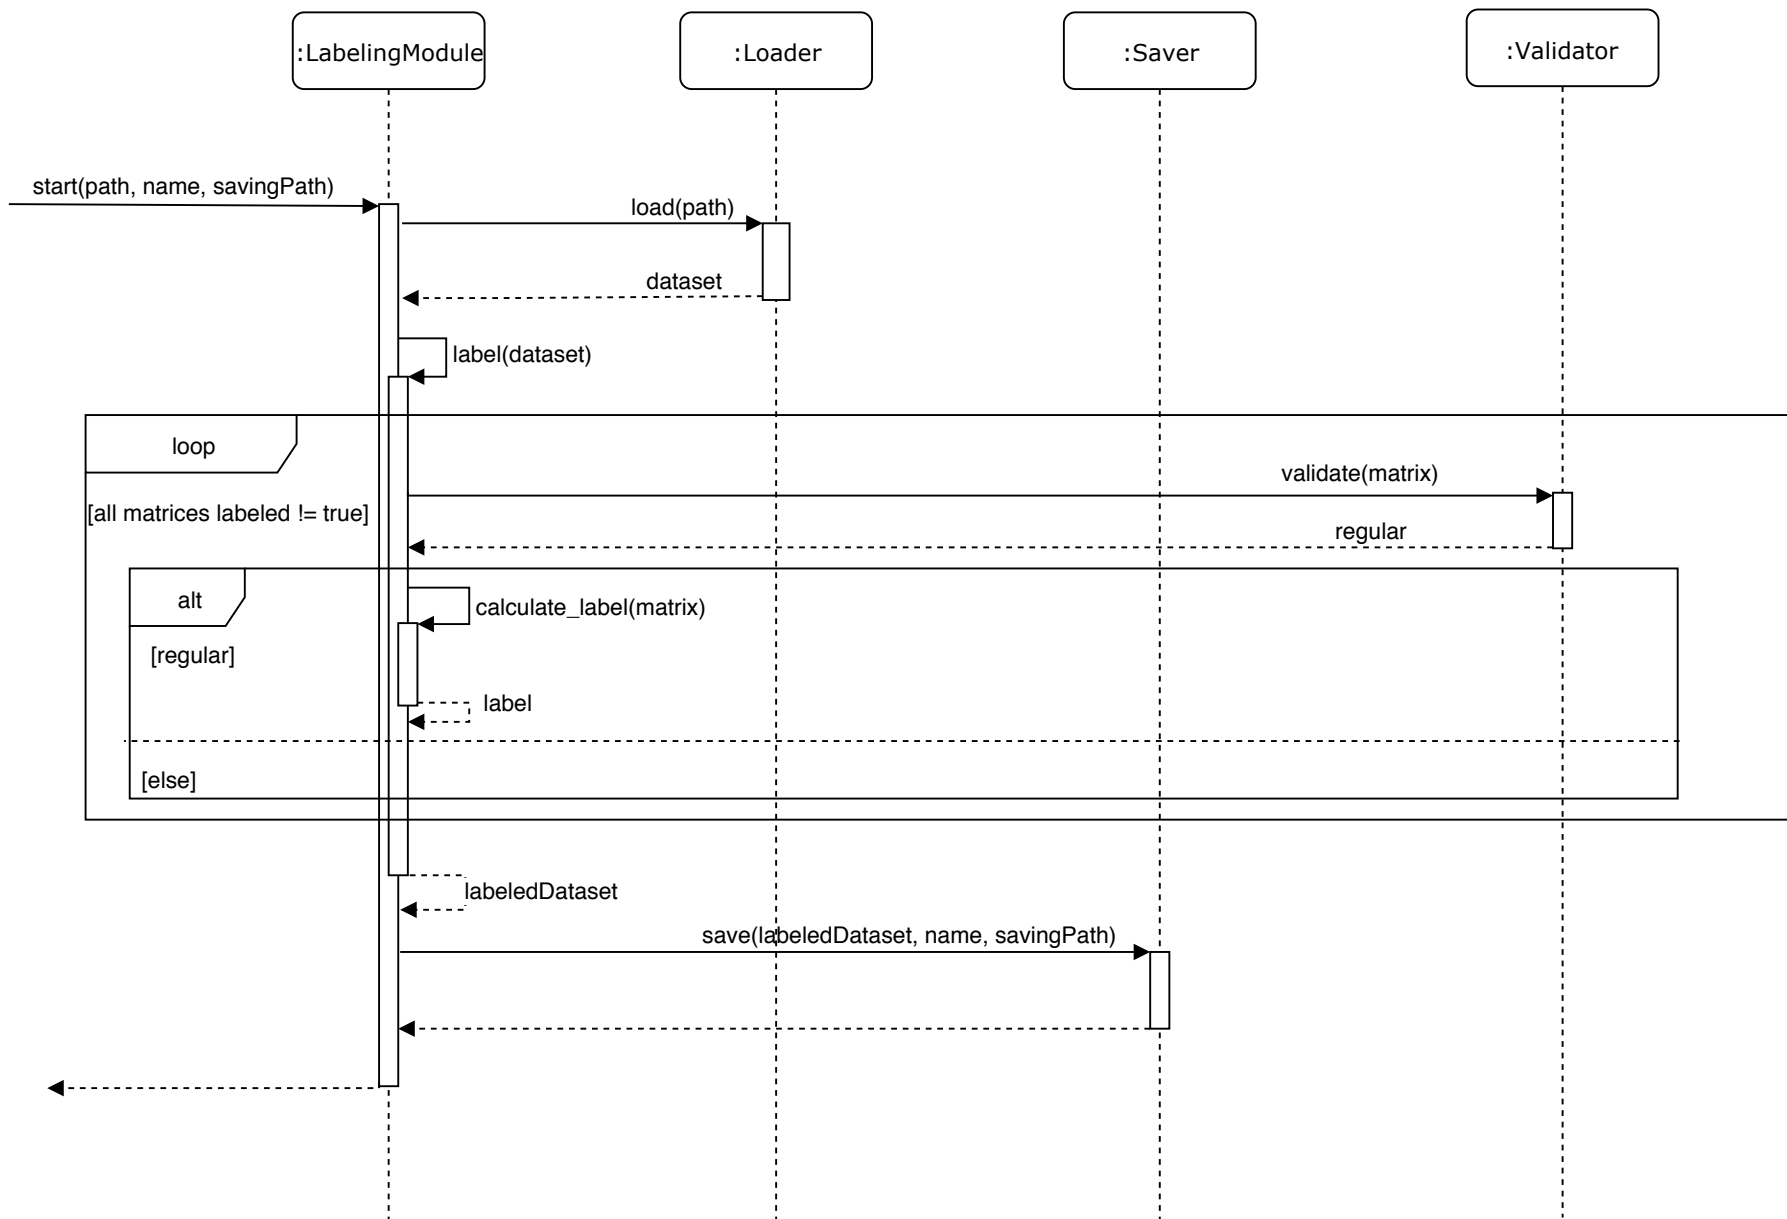 :LabelingModule
:Loader
:Saver
:Validator
start(path, name, savingPath)
load(path)
dataset
label(dataset)
loop
validate(matrix)
[all matrices labeled != true]
regular
alt
calculate_label(matrix)
[regular]
label
[else]
labeledDataset
save(labeledDataset, name, savingPath)